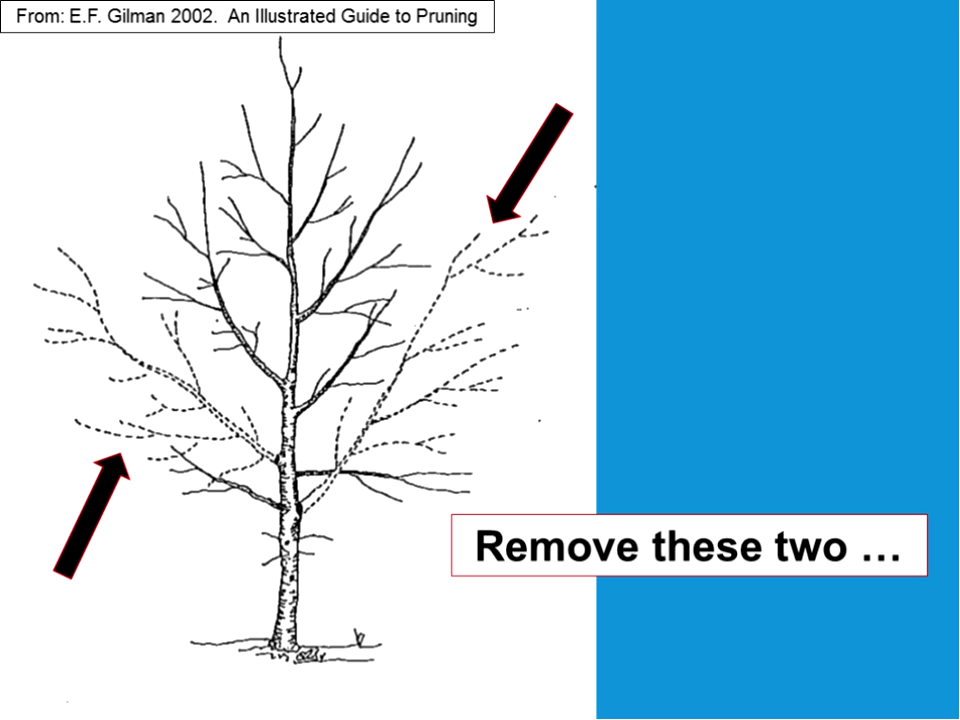 From: E.F. Gilman 2002.  An Illustrated Guide to Pruning
Remove these two …